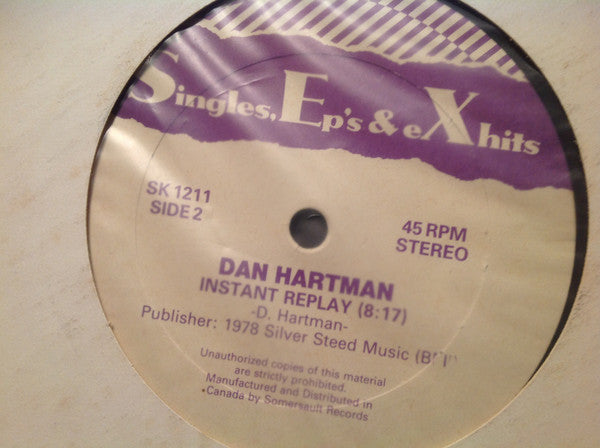 Singles, Ep's & eXhits
SK 1211
SIDE 2
45 RPM
STEREO
DAN HARTMAN
INSTANT REPLAY (8:17)
-D. Hartman-
Publisher: 1978 Silver Steed Music
Unauthorized copies of this material
are strictly prohibited.
Manufactured and Distributed in
•Canada by Somersault Records